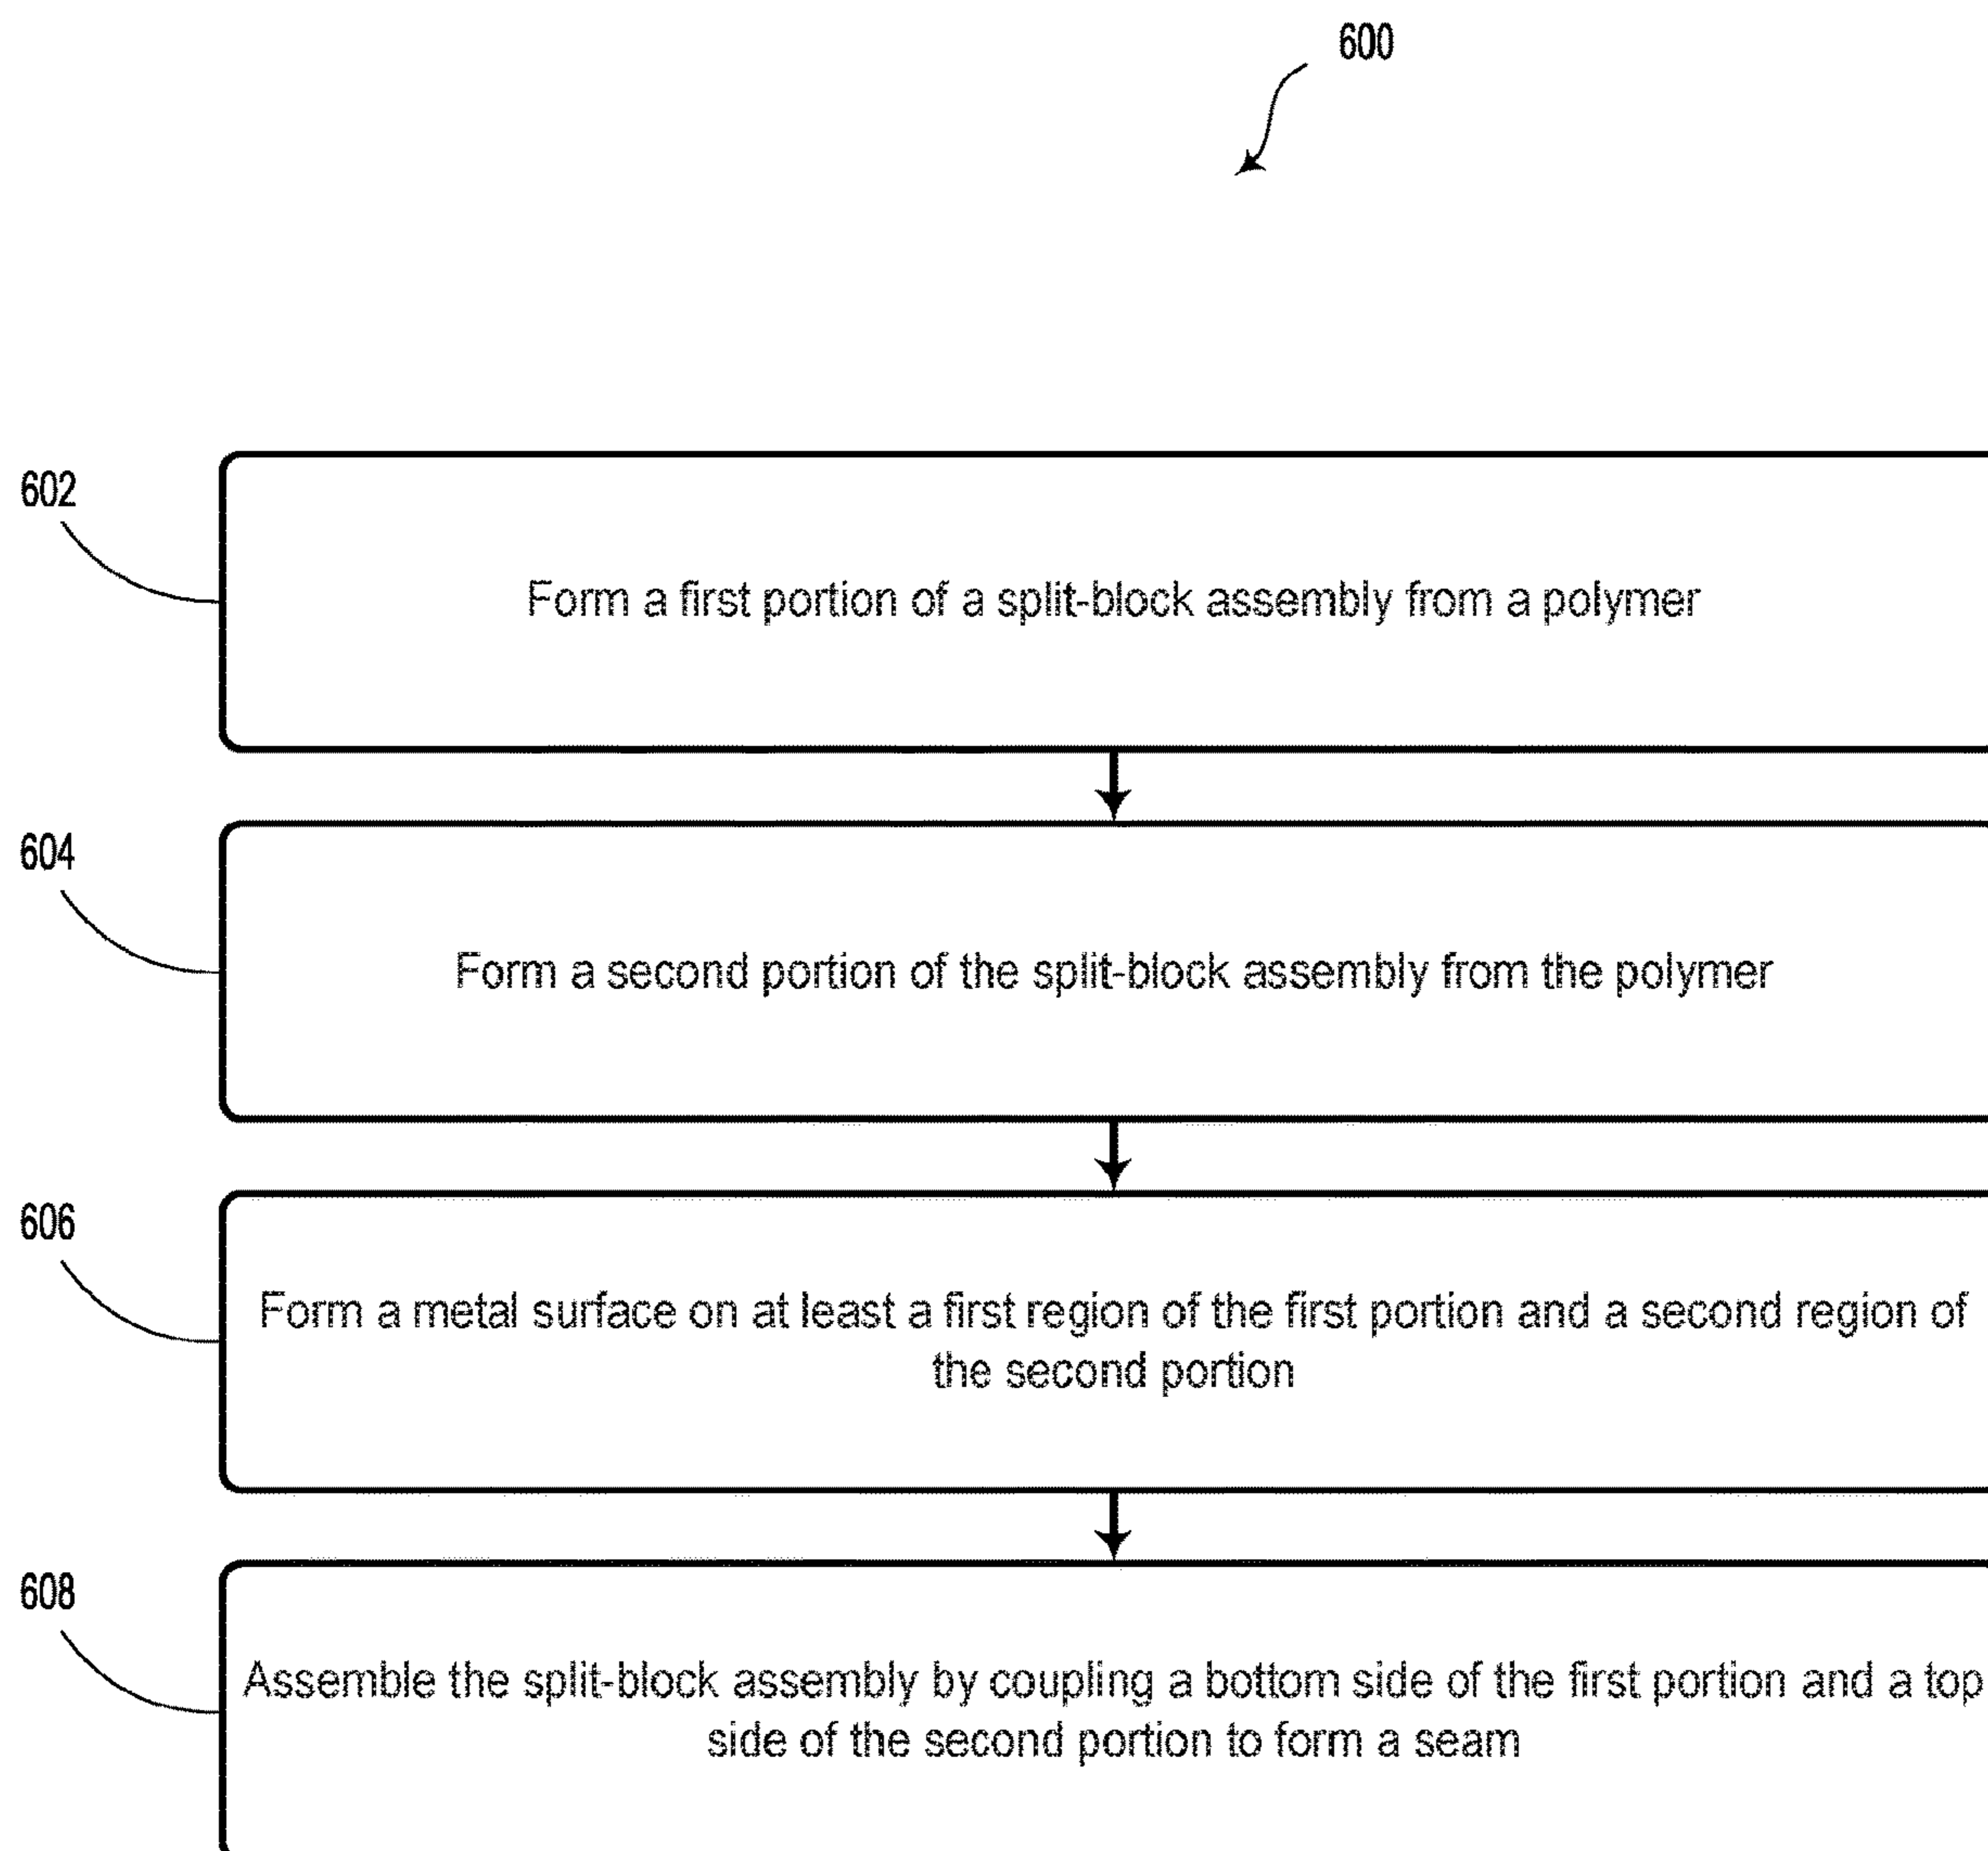 600
602
Form a first portion of a split-block assembly from a polymer
604
Form a second portion of the split-block assembly from the polymer
606
Form a metal surface on at least a first region of the first portion and a second region of
the second portion
608
Assemble the split-block assembly by coupling a bottom side of the first portion and a top
side of the second portion to form a seam